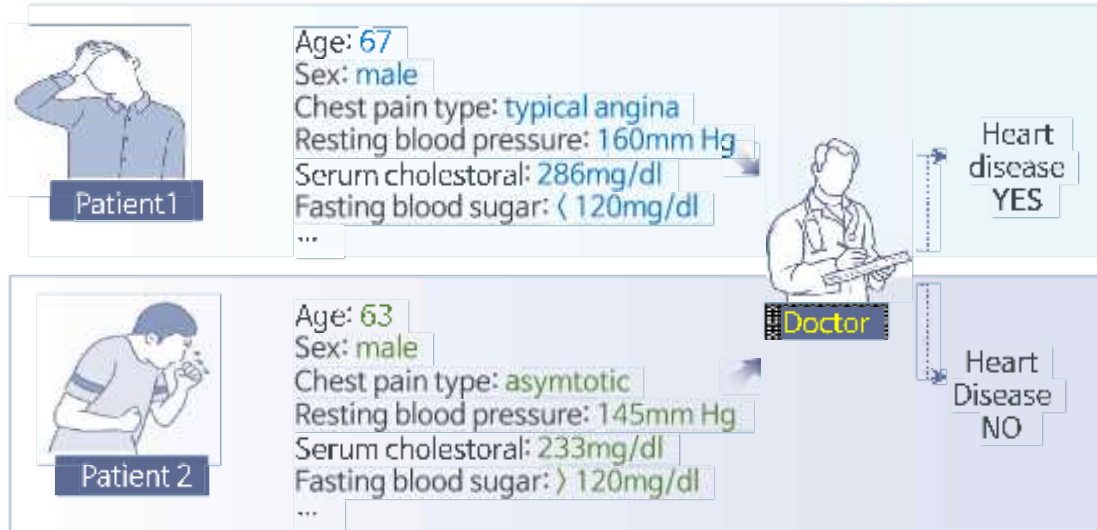 Age: 67
Sex: male
Chest pain type: typical angina
Resting blood pressure: 160mm Hg
Serum cholestoral: 286mg/dl
Fasting blood sugar: ⟨ 120mg/dl
...
Patient1
Heart
disease
YES
Doctor
Age: 63
Sex: male
Chest pain type: asymtotic
Resting blood pressure: 145mm Hg
Serum cholestoral: 233mg/dl
Fasting blood sugar: ⟩ 120mg/dl
...
Patient 2
Heart
Disease
NO